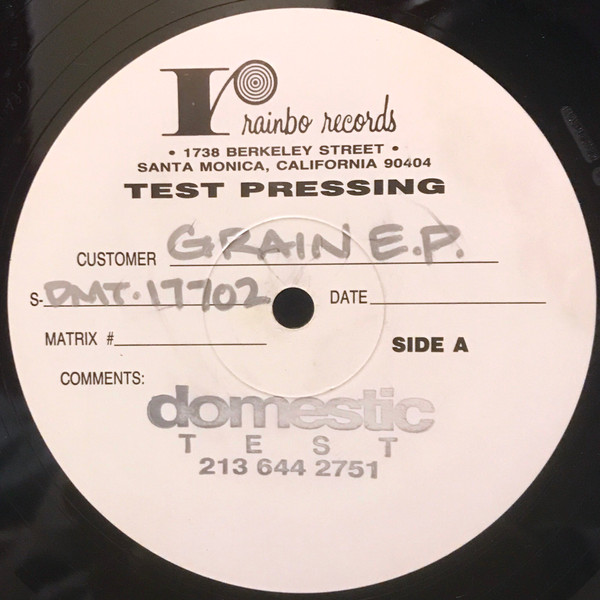 r rainbo records
• 1738 BERKELEY STREET •
SANTA MONICA, CALIFORNIA 90404
TEST PRESSING
CUSTOMER GRAIN E.P.
S- DMT.17702 DATE
MATRIX # SIDE A
COMMENTS:
domestic
TEST
213 644 2751